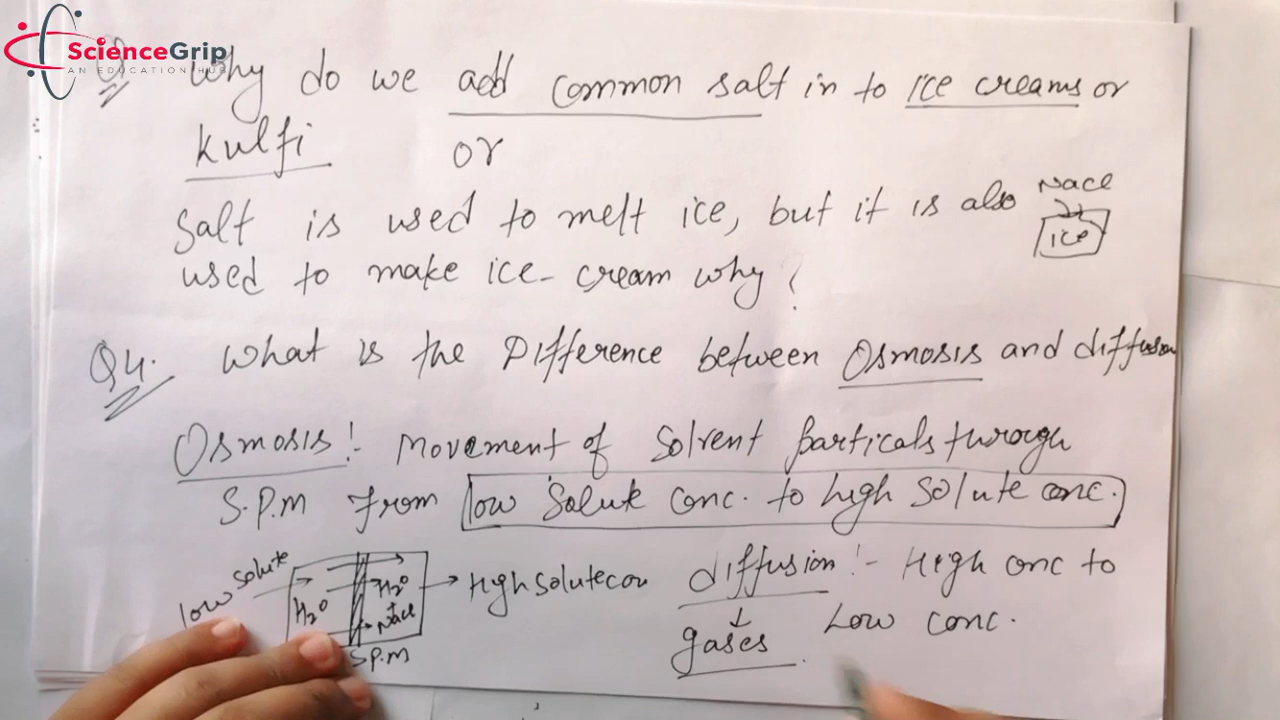 ScienceGrip
AN EDUCATION HUB
Why do we add common salt in to ice creams or
Kulfi or
Salt is used to melt ice, but it is also
used to make ice-cream why?
Nacl
ice
Q4. What is the Difference between Osmosis and diffusion
Osmosis:- Movement of Solvent particals through
S.P.M from low Solute Conc. to high Solute conc.
low solute
H2O
H2O
+
Nacl
S.P.M
High solute con
diffusion:- High conc to
Low conc.
gases